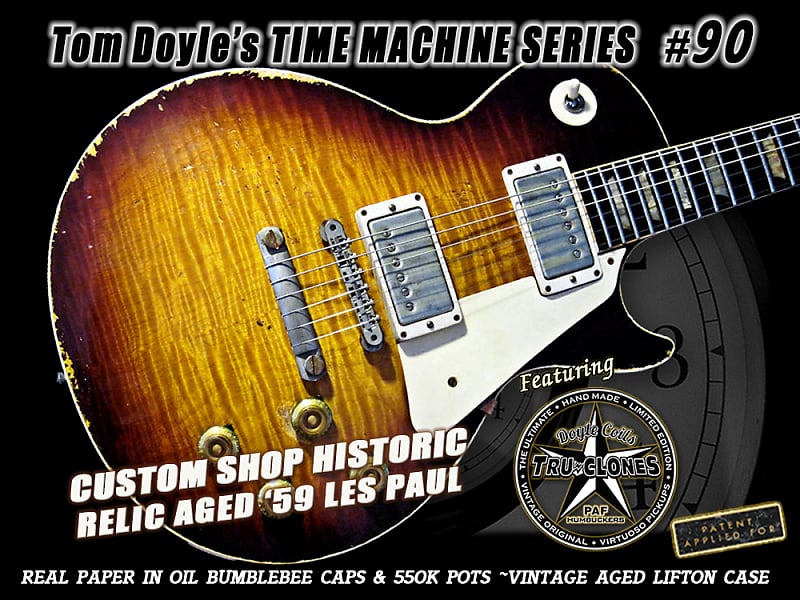 Tom Doyle's TIME MACHINE SERIES #90
Featuring
THE ULTIMATE • HAND MADE • LIMITED EDITION
Doyle Coils
TRU-CLONES
PAF
HUMBUCKERS
VINTAGE ORIGINAL • VIRTUOSO PICKUPS
CUSTOM SHOP HISTORIC
RELIC AGED '59 LES PAUL
PATENT
APPLIED FOR
REAL PAPER IN OIL BUMBLEBEE CAPS & 550K POTS ~VINTAGE AGED LIFTON CASE